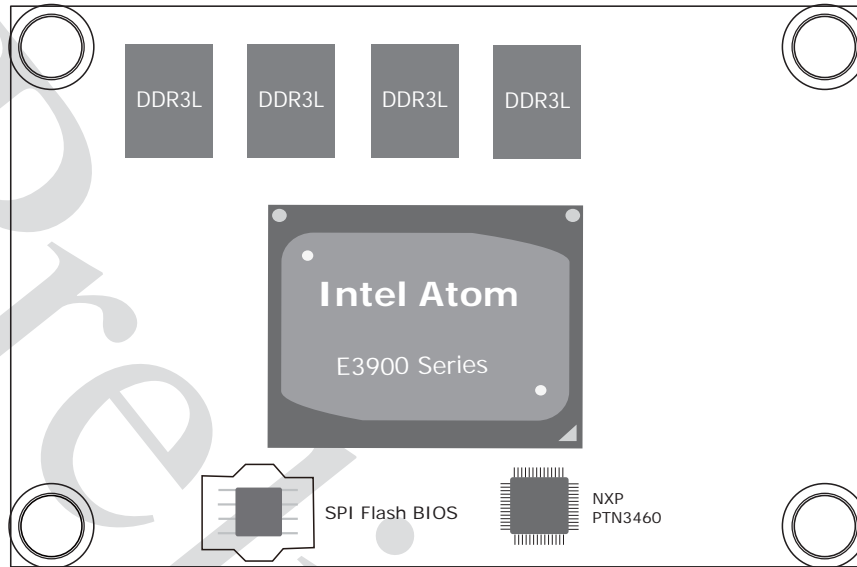 DDR3L
DDR3L
DDR3L
DDR3L
Intel Atom
E3900 Series
SPI Flash BIOS
NXP
PTN3460